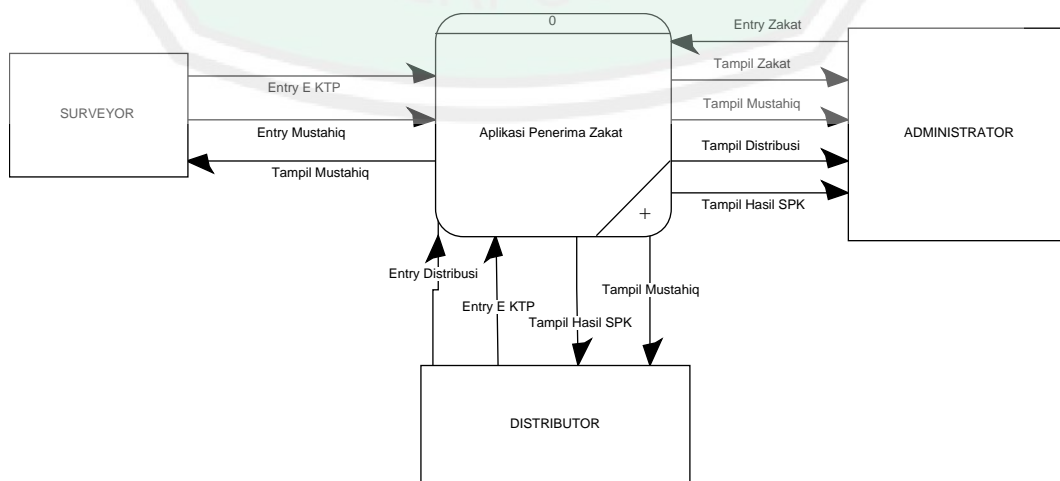 0
Entry Zakat
Tampil Zakat
Entry E KTP
Tampil Mustahiq
SURVEYOR
Entry Mustahiq
Aplikasi Penerima Zakat
ADMINISTRATOR
Tampil Distribusi
Tampil Mustahiq
Tampil Hasil SPK
+
Entry Distribusi
Tampil Mustahiq
Entry E KTP
Tampil Hasil SPK
DISTRIBUTOR